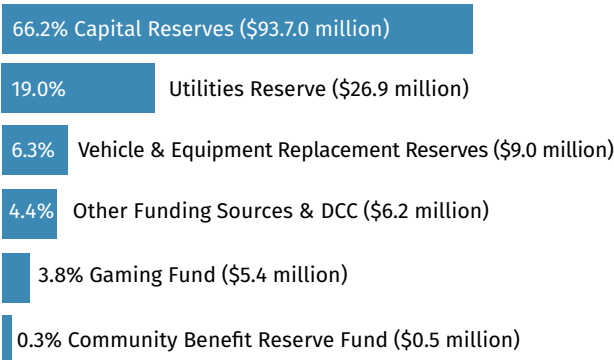 66.2% Capital Reserves ($93.7.0 million)
19.0% Utilities Reserve ($26.9 million)
6.3% Vehicle & Equipment Replacement Reserves ($9.0 million)
4.4% Other Funding Sources & DCC ($6.2 million)
3.8% Gaming Fund ($5.4 million)
0.3% Community Benefit Reserve Fund ($0.5 million)